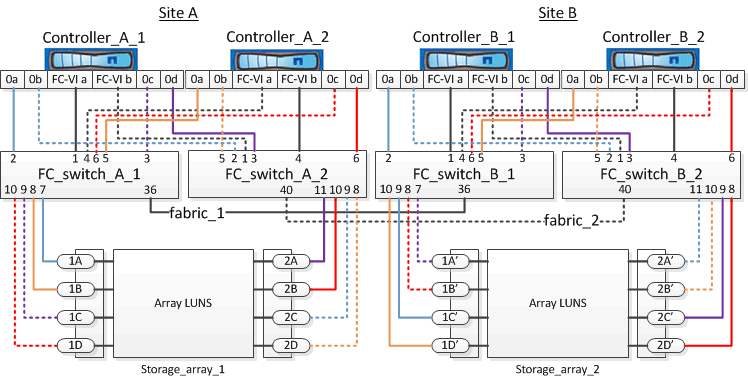 Site A Site B
Controller_A_1 Controller_A_2 Controller_B_1 Controller_B_2
0a 0b FC-VI a FC-VI b 0c 0d 0a 0b FC-VI a FC-VI b 0c 0d 0a 0b FC-VI a FC-VI b 0c 0d 0a 0b FC-VI a FC-VI b 0c 0d
2 1 4 6 5 3 5 2 1 3 4 6 2 1 4 6 5 3 5 2 1 3 4 6
FC_switch_A_1 FC_switch_A_2 FC_switch_B_1 FC_switch_B_2
10 9 8 7 36 40 11 10 9 8 10 9 8 7 36 40 11 10 9 8
fabric_1
fabric_2
1A 2A 1A’ 2A’
1B 2B 1B’ 2B’
Array LUNS Array LUNS
1C 2C 1C’ 2C’
1D 2D 1D’ 2D’
Storage_array_1 Storage_array_2